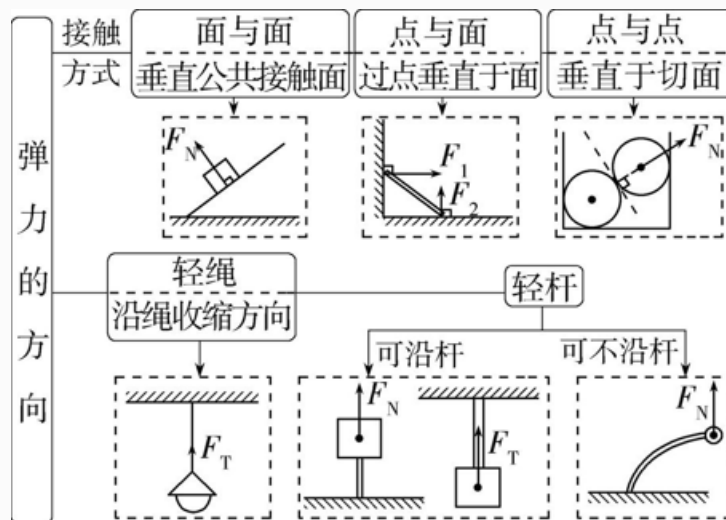 弹力的方向
接触方式
面与面
垂直公共接触面
点与面
过点垂直于面
点与点
垂直于切面
F_N
F_1
F_2
F_N
轻绳
沿绳收缩方向
轻杆
可沿杆
可不沿杆
F_T
F_N
F_T
F_N